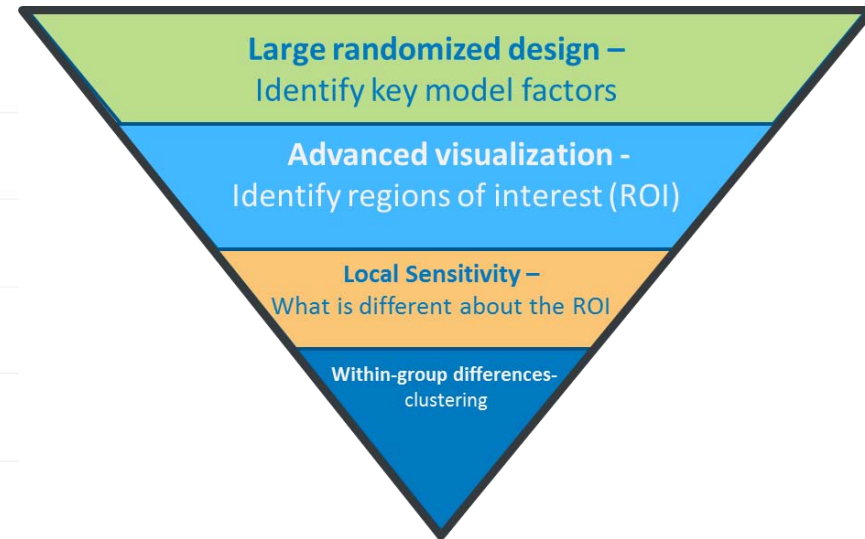 Large randomized design –
Identify key model factors
Advanced visualization -
Identify regions of interest (ROI)
Local Sensitivity –
What is different about the ROI
Within-group differences-
clustering